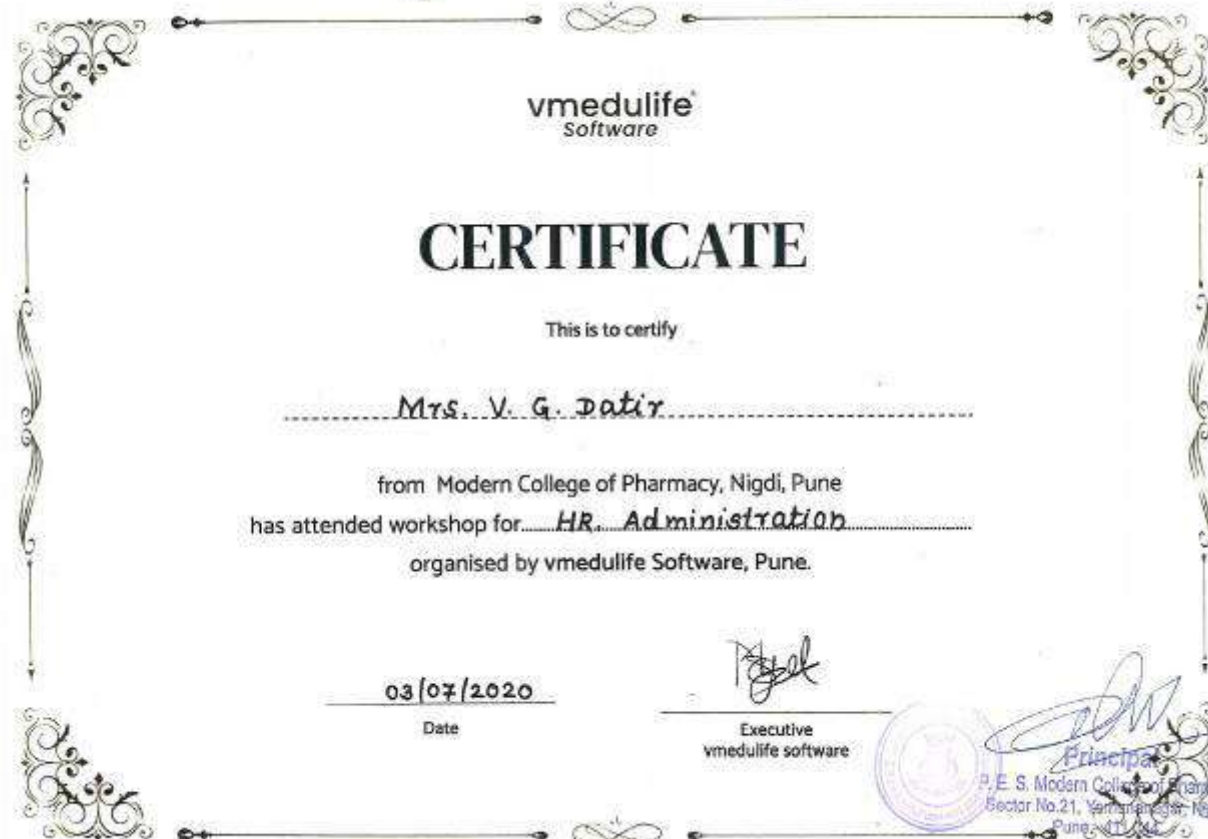 vmedulife®
Software
CERTIFICATE
This is to certify
Mrs. V. G. Datir
from Modern College of Pharmacy, Nigdi, Pune
has attended workshop for HR. Administration
organised by vmedulife Software, Pune.
03/07/2020
Date
Executive
vmedulife software
Principal
P. E. S. Modern College of
Sector No.21, Yamunanagar,
Pune